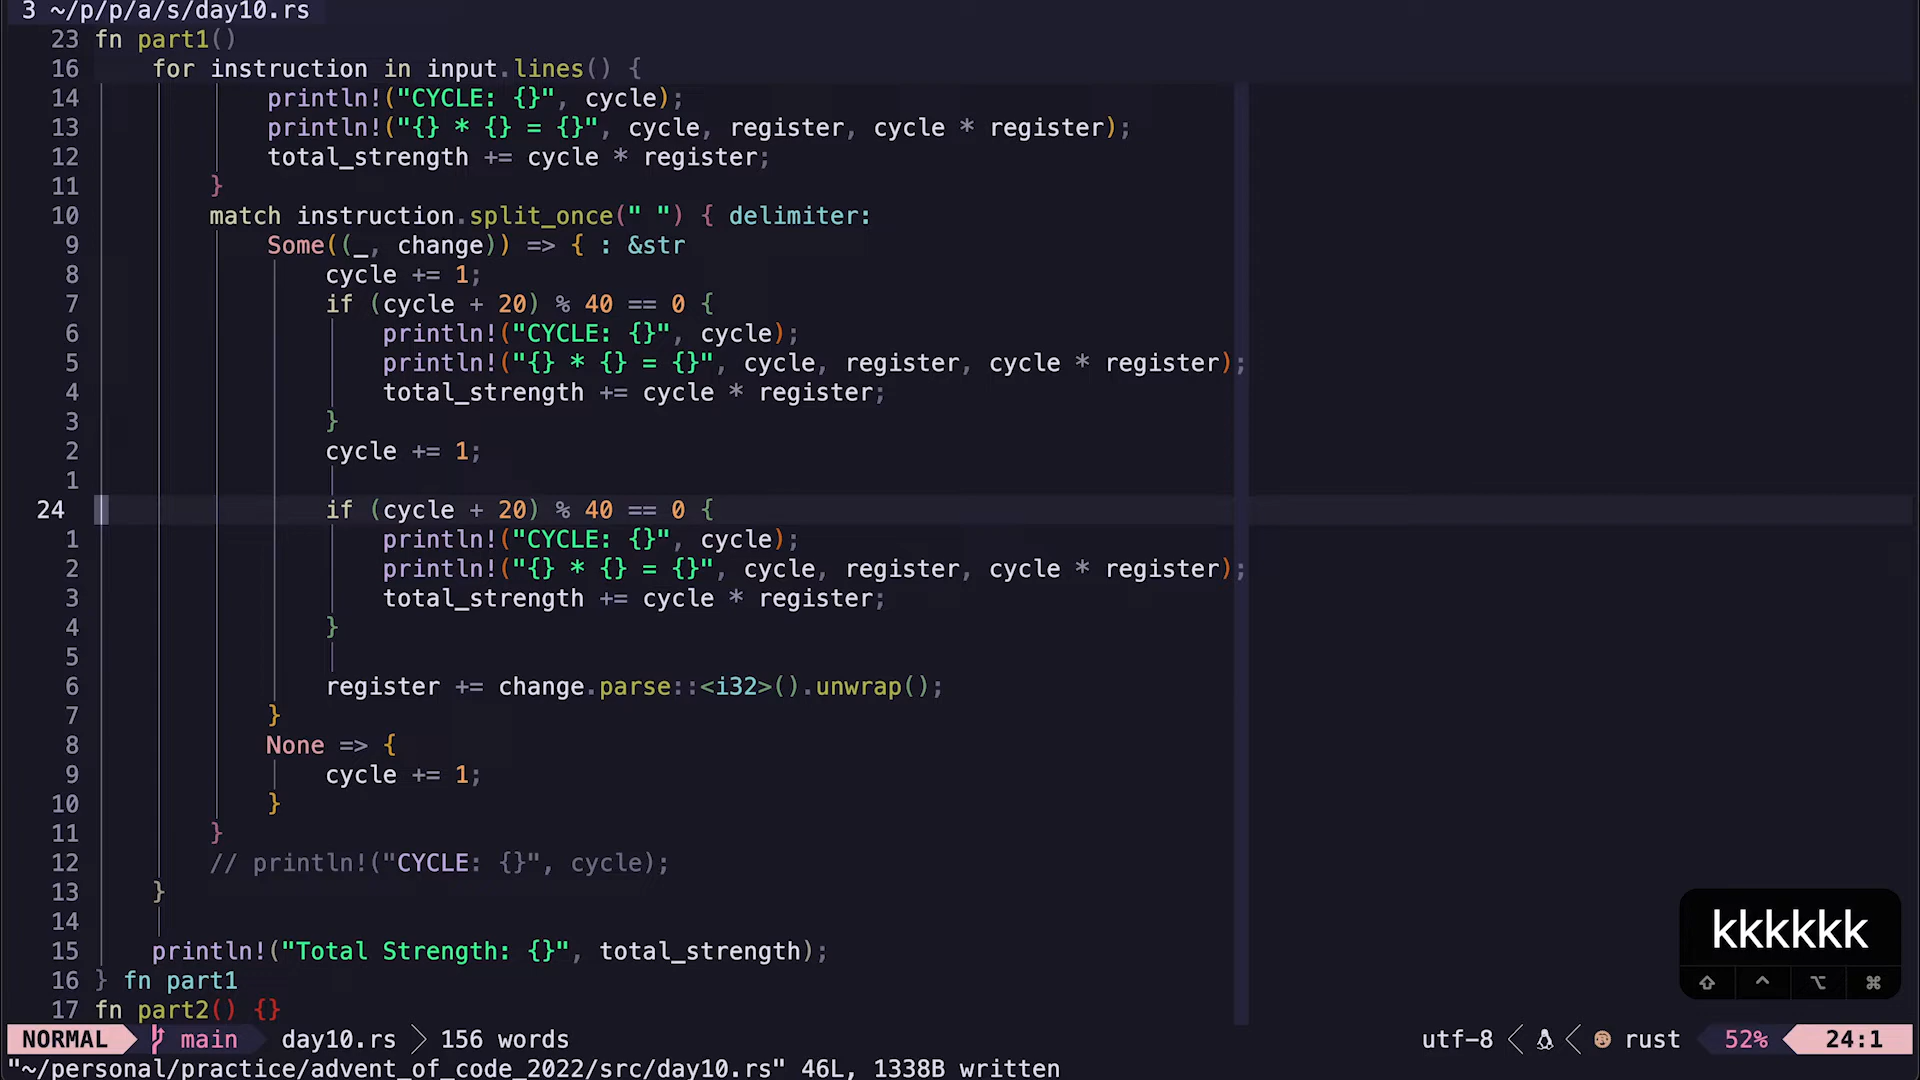 3 ~/p/p/a/s/day10.rs
23 fn part1()
16 for instruction in input.lines() {
14 println!("CYCLE: {}", cycle);
13 println!("{} * {} = {}", cycle, register, cycle * register);
12 total_strength += cycle * register;
11 }
10 match instruction.split_once(" ") { delimiter:
9 Some((_, change)) => { : &str
8 cycle += 1;
7 if (cycle + 20) % 40 == 0 {
6 println!("CYCLE: {}", cycle);
5 println!("{} * {} = {}", cycle, register, cycle * register);
4 total_strength += cycle * register;
3 }
2 cycle += 1;
1
24 if (cycle + 20) % 40 == 0 {
1 println!("CYCLE: {}", cycle);
2 println!("{} * {} = {}", cycle, register, cycle * register);
3 total_strength += cycle * register;
4 }
5
6 register += change.parse::<i32>().unwrap();
7 }
8 None => {
9 cycle += 1;
10 }
11 }
12 // println!("CYCLE: {}", cycle);
13 }
14
15 println!("Total Strength: {}", total_strength);
16 } fn part1
17 fn part2() {}
kkkkkk
NORMAL main day10.rs 156 words utf-8 rust 52% 24:1
"~/personal/practice/advent_of_code_2022/src/day10.rs" 46L, 1338B written